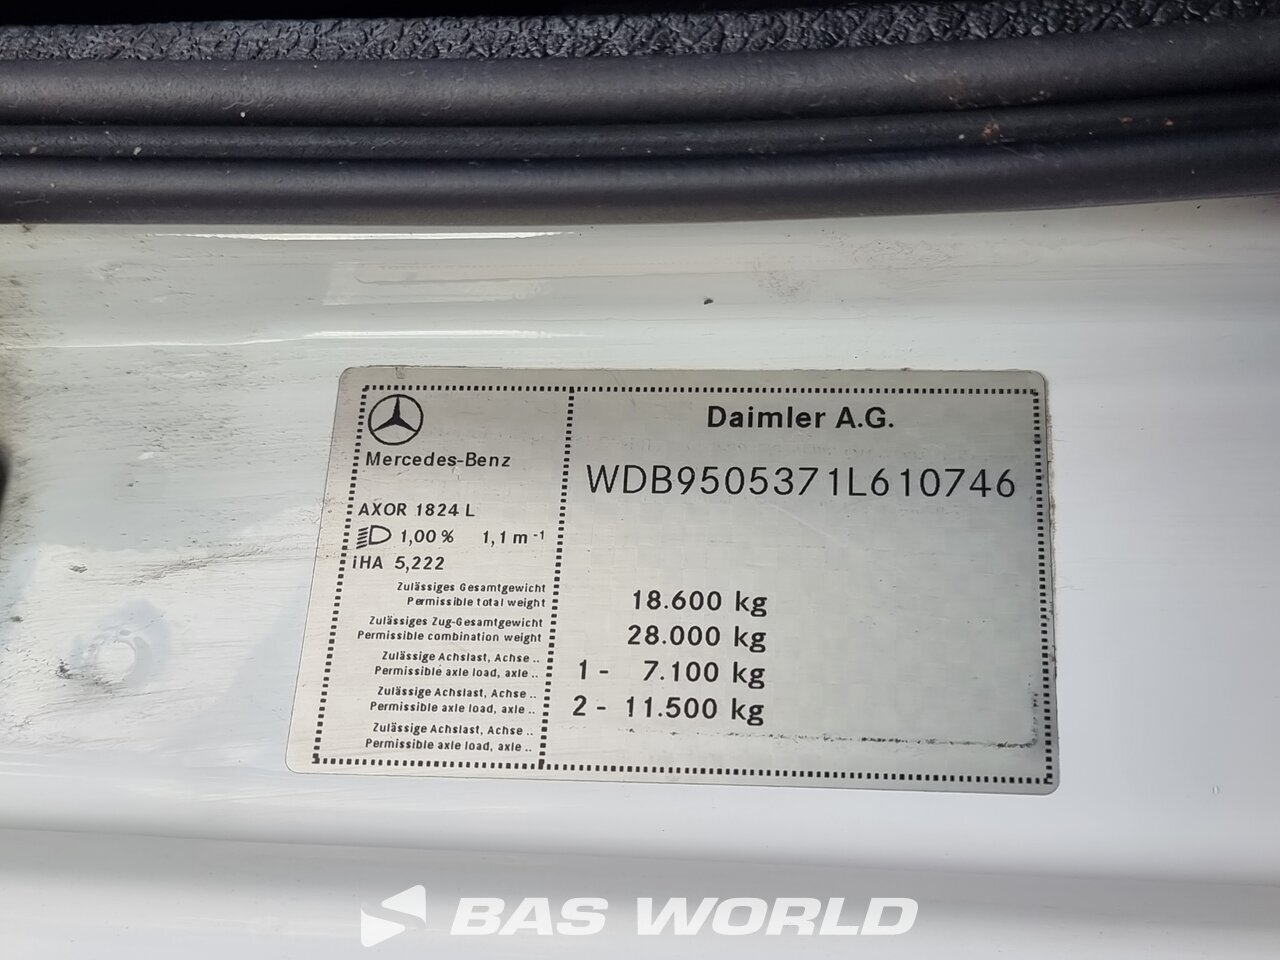 Daimler A.G.
Mercedes-Benz
WDB9505371L610746
AXOR 1824 L
1,00 % 1,1 m -1
iHA 5,222
Zulässiges Gesamtgewicht
Permissible total weight 18.600 kg
Zulässiges Zug-Gesamtgewicht
Permissible combination weight 28.000 kg
Zulässige Achslast, Achse ..
Permissible axle load, axle .. 1 - 7.100 kg
Zulässige Achslast, Achse ..
Permissible axle load, axle .. 2 - 11.500 kg
Zulässige Achslast, Achse ..
Permissible axle load, axle ..
BAS WORLD